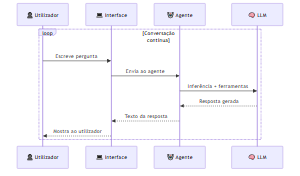 Utilizador
Interface
Agente
LLM
loop
[Conversação
contínua]
Escreve pergunta
Envia ao agente
Inferência + ferramentas
Resposta gerada
Texto da resposta
Mostra ao utilizador
Utilizador
Interface
Agente
LLM